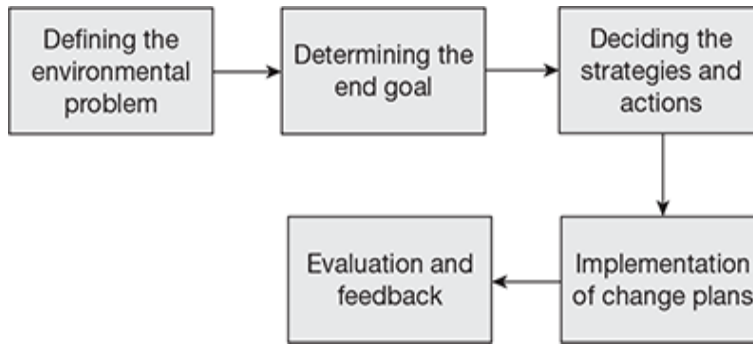 Defining the
environmental
problem
Determining the
end goal
Deciding the
strategies and
actions
Implementation
of change plans
Evaluation and
feedback